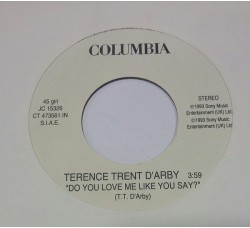 COLUMBIA
45 giri
JC 15326
CT 473561 IN
S.I.A.E.
STEREO
℗ 1993 Sony Music
Entertainment (UK) Ltd.
© 1993 Sony Music
Entertainment (UK) Ltd.
TERENCE TRENT D'ARBY 3:59
"DO YOU LOVE ME LIKE YOU SAY?"
(T.T. D'Arby)